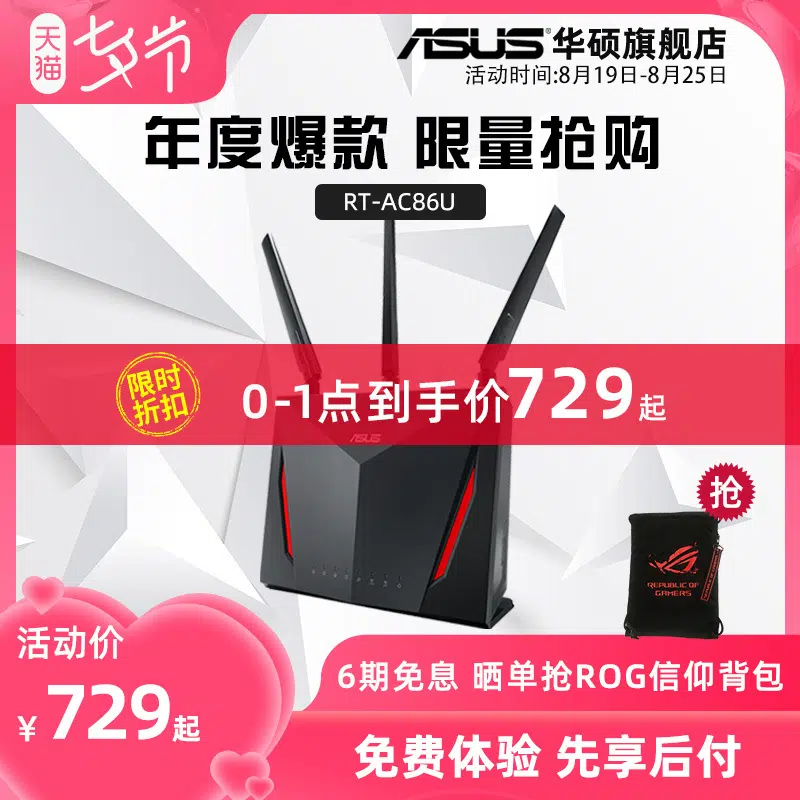 天猫
七夕节
ASUS 华硕旗舰店
活动时间:8月19日-8月25日
年度爆款 限量抢购
RT-AC86U
限时
折扣
0-1点到手价729起
ASUS
抢
REPUBLIC OF
GAMERS
活动价
¥729起
6期免息 晒单抢ROG信仰背包
免费体验 先享后付